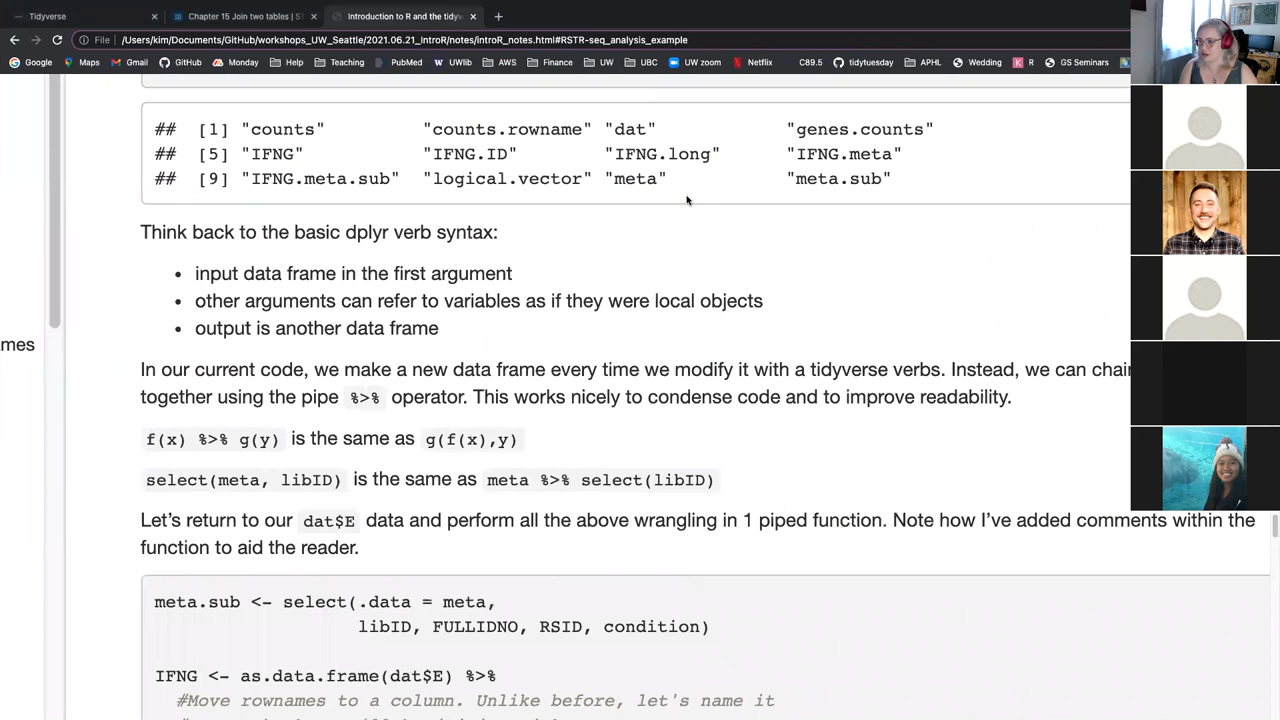 Tyverse
Chapter 15 Join two tables | ST
Introduction to R and the tidyv
File | /Users/kim/Documents/GitHub/workshops_UW_Seattle/2021.06.21_IntroR/notes/introR_notes.html#RSTR-seq_analysis_example
Google Maps Gmail GitHub Monday Help Teaching PubMed UWlib AWS Finance UW UBC UW zoom Netflix C89.5 tidytuesday APHL Wedding R GS Seminars
## [1] "counts" "counts.rowname" "dat" "genes.counts"
## [5] "IFNG" "IFNG.ID" "IFNG.long" "IFNG.meta"
## [9] "IFNG.meta.sub" "logical.vector" "meta" "meta.sub"
Think back to the basic dplyr verb syntax:
• input data frame in the first argument
• other arguments can refer to variables as if they were local objects
• output is another data frame
mes
In our current code, we make a new data frame every time we modify it with a tidyverse verbs. Instead, we can chain
together using the pipe %>% operator. This works nicely to condense code and to improve readability.
f(x) %>% g(y) is the same as g(f(x),y)
select(meta, libID) is the same as meta %>% select(libID)
Let's return to our dat$E data and perform all the above wrangling in 1 piped function. Note how I've added comments within the
function to aid the reader.
meta.sub <- select(.data = meta,
libID, FULLIDNO, RSID, condition)
IFNG <- as.data.frame(dat$E) %>%
#Move rownames to a column. Unlike before, let's name it